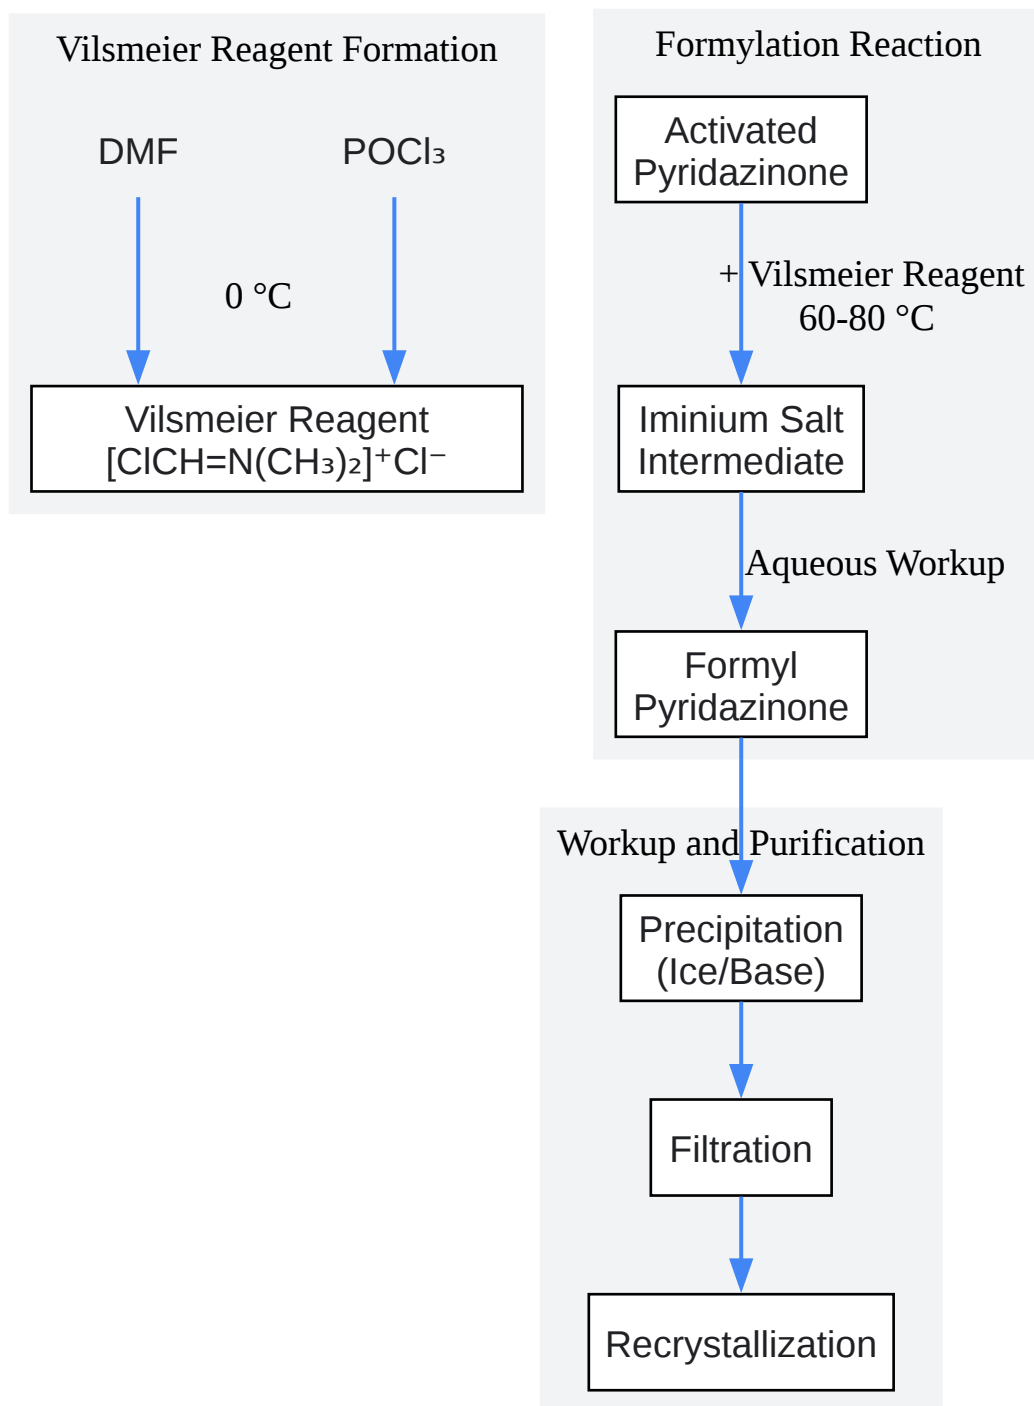 Vilsmeier Reagent Formation
DMF
POCl₃
0 °C
Vilsmeier Reagent
[ClCH=N(CH₃)₂]⁺Cl⁻
Formylation Reaction
Activated
Pyridazinone
+ Vilsmeier Reagent
60-80 °C
Iminium Salt
Intermediate
Aqueous Workup
Formyl
Pyridazinone
Workup and Purification
Precipitation
(Ice/Base)
Filtration
Recrystallization